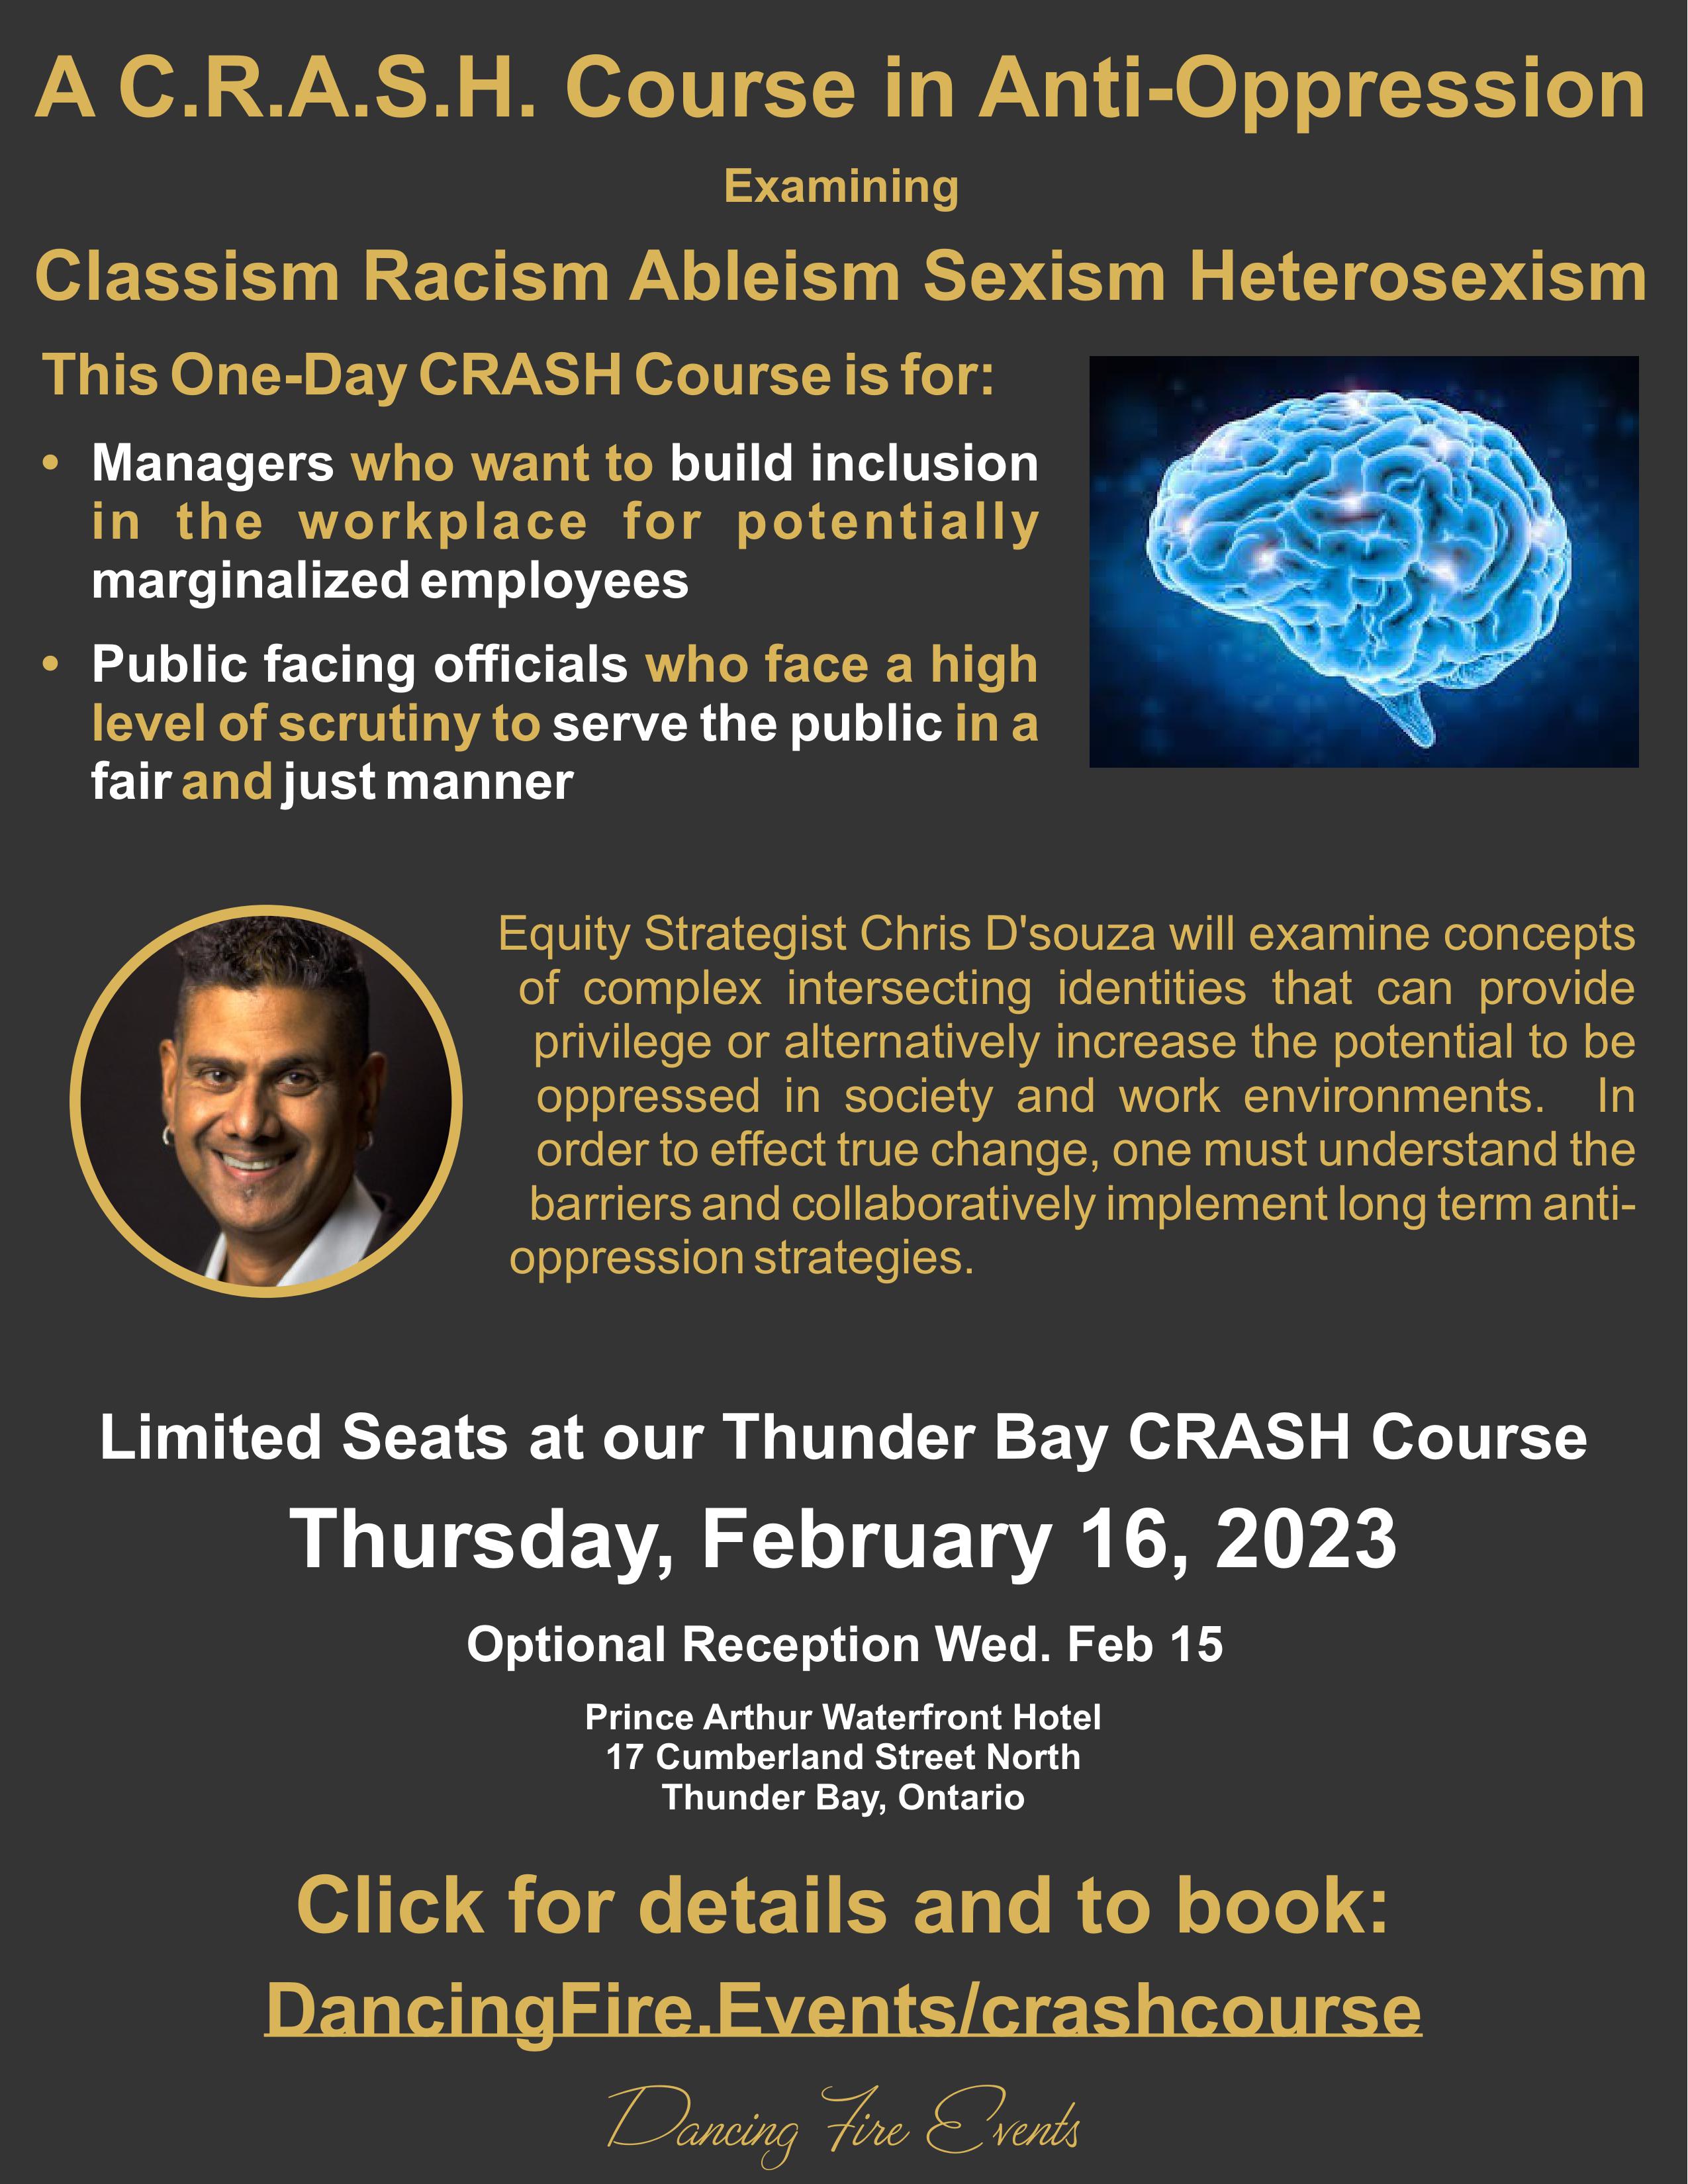 A C.R.A.S.H. Course in Anti-Oppression
Examining
Classism Racism Ableism Sexism Heterosexism
This One-Day CRASH Course is for:
• Managers who want to build inclusion
in the workplace for potentially
marginalized employees
• Public facing officials who face a high
level of scrutiny to serve the public in a
fair and just manner
Equity Strategist Chris D'souza will examine concepts
of complex intersecting identities that can provide
privilege or alternatively increase the potential to be
oppressed in society and work environments. In
order to effect true change, one must understand the
barriers and collaboratively implement long term anti-
oppression strategies.
Limited Seats at our Thunder Bay CRASH Course
Thursday, February 16, 2023
Optional Reception Wed. Feb 15
Prince Arthur Waterfront Hotel
17 Cumberland Street North
Thunder Bay, Ontario
Click for details and to book:
DancingFire.Events/crashcourse
Dancing Fire Events